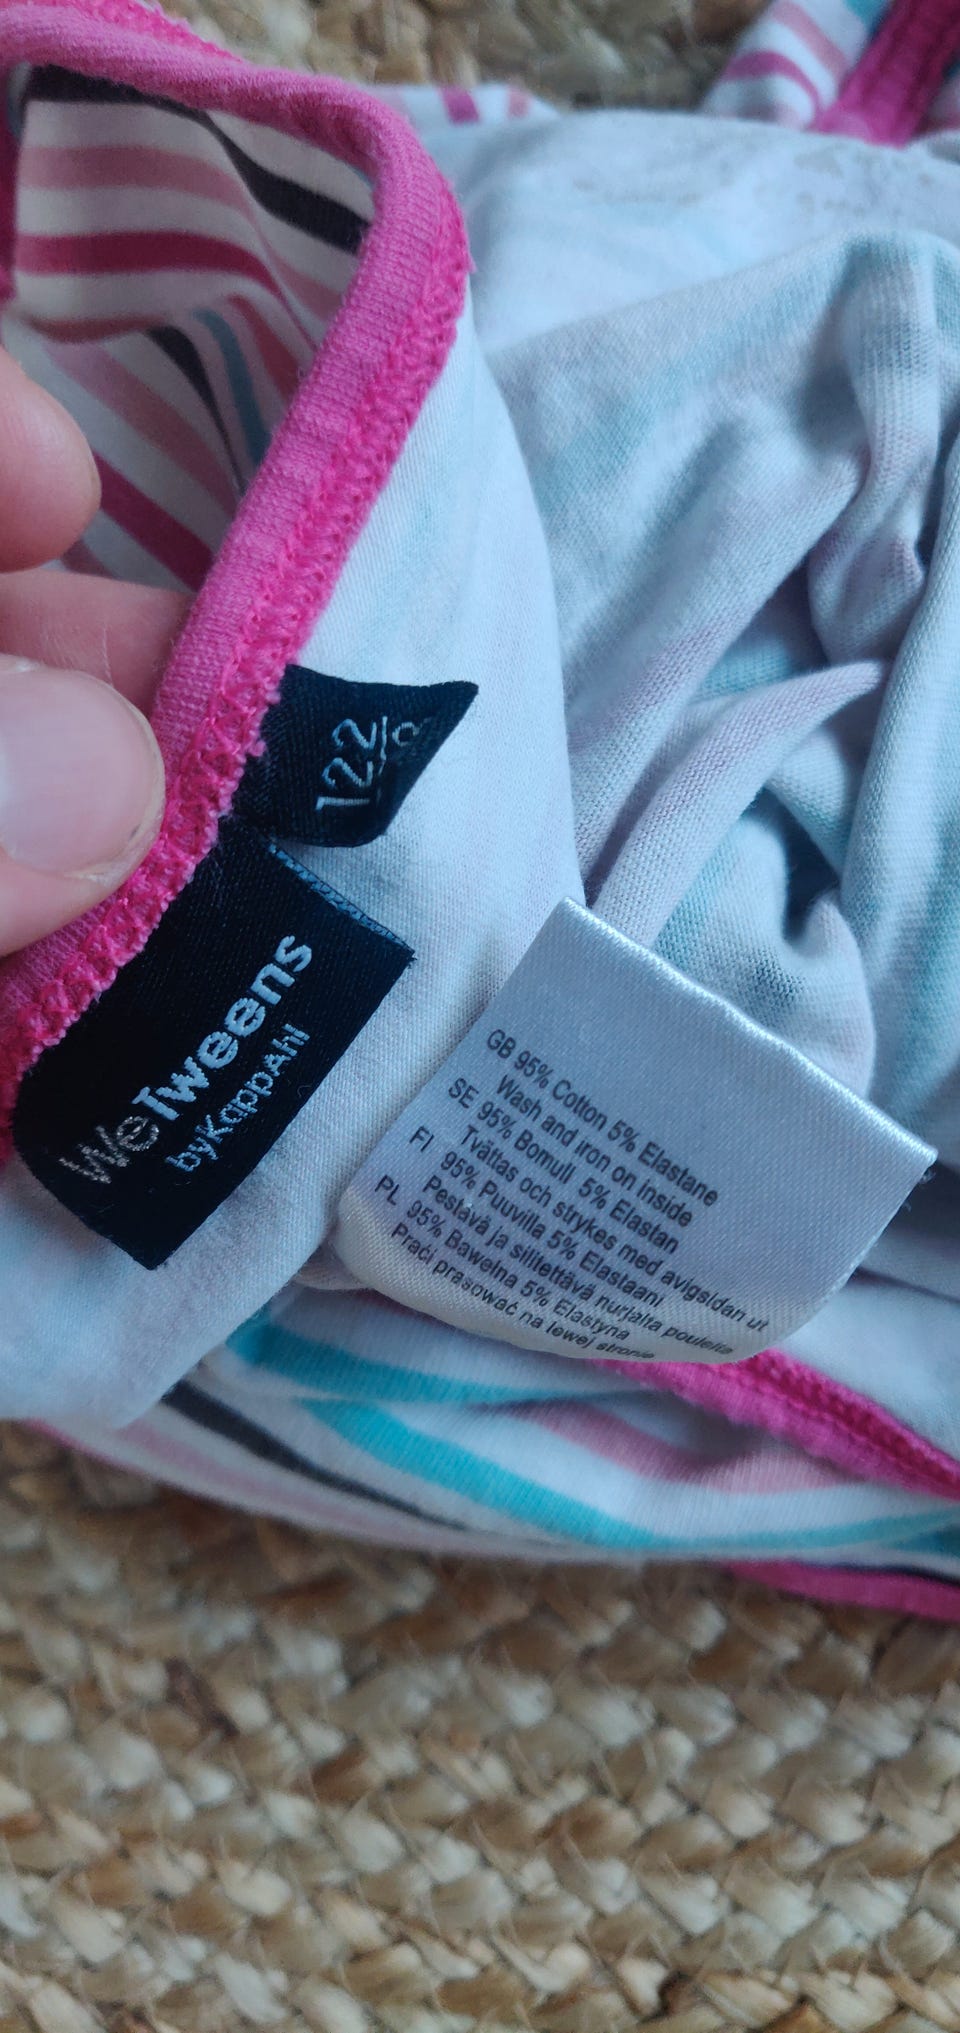 122/
WeTweens
byKappAhl
GB 95% Cotton 5% Elastane
Wash and iron on inside
SE 95% Bomull 5% Elastan
Tvättas och strykes med avigsidan ut
FI 95% Puuvilla 5% Elastaani
Pestävä ja silitettävä nurjalta puolelta
PL 95% Bawełna 5% Elastyna
Praći prasować na lewej stronie